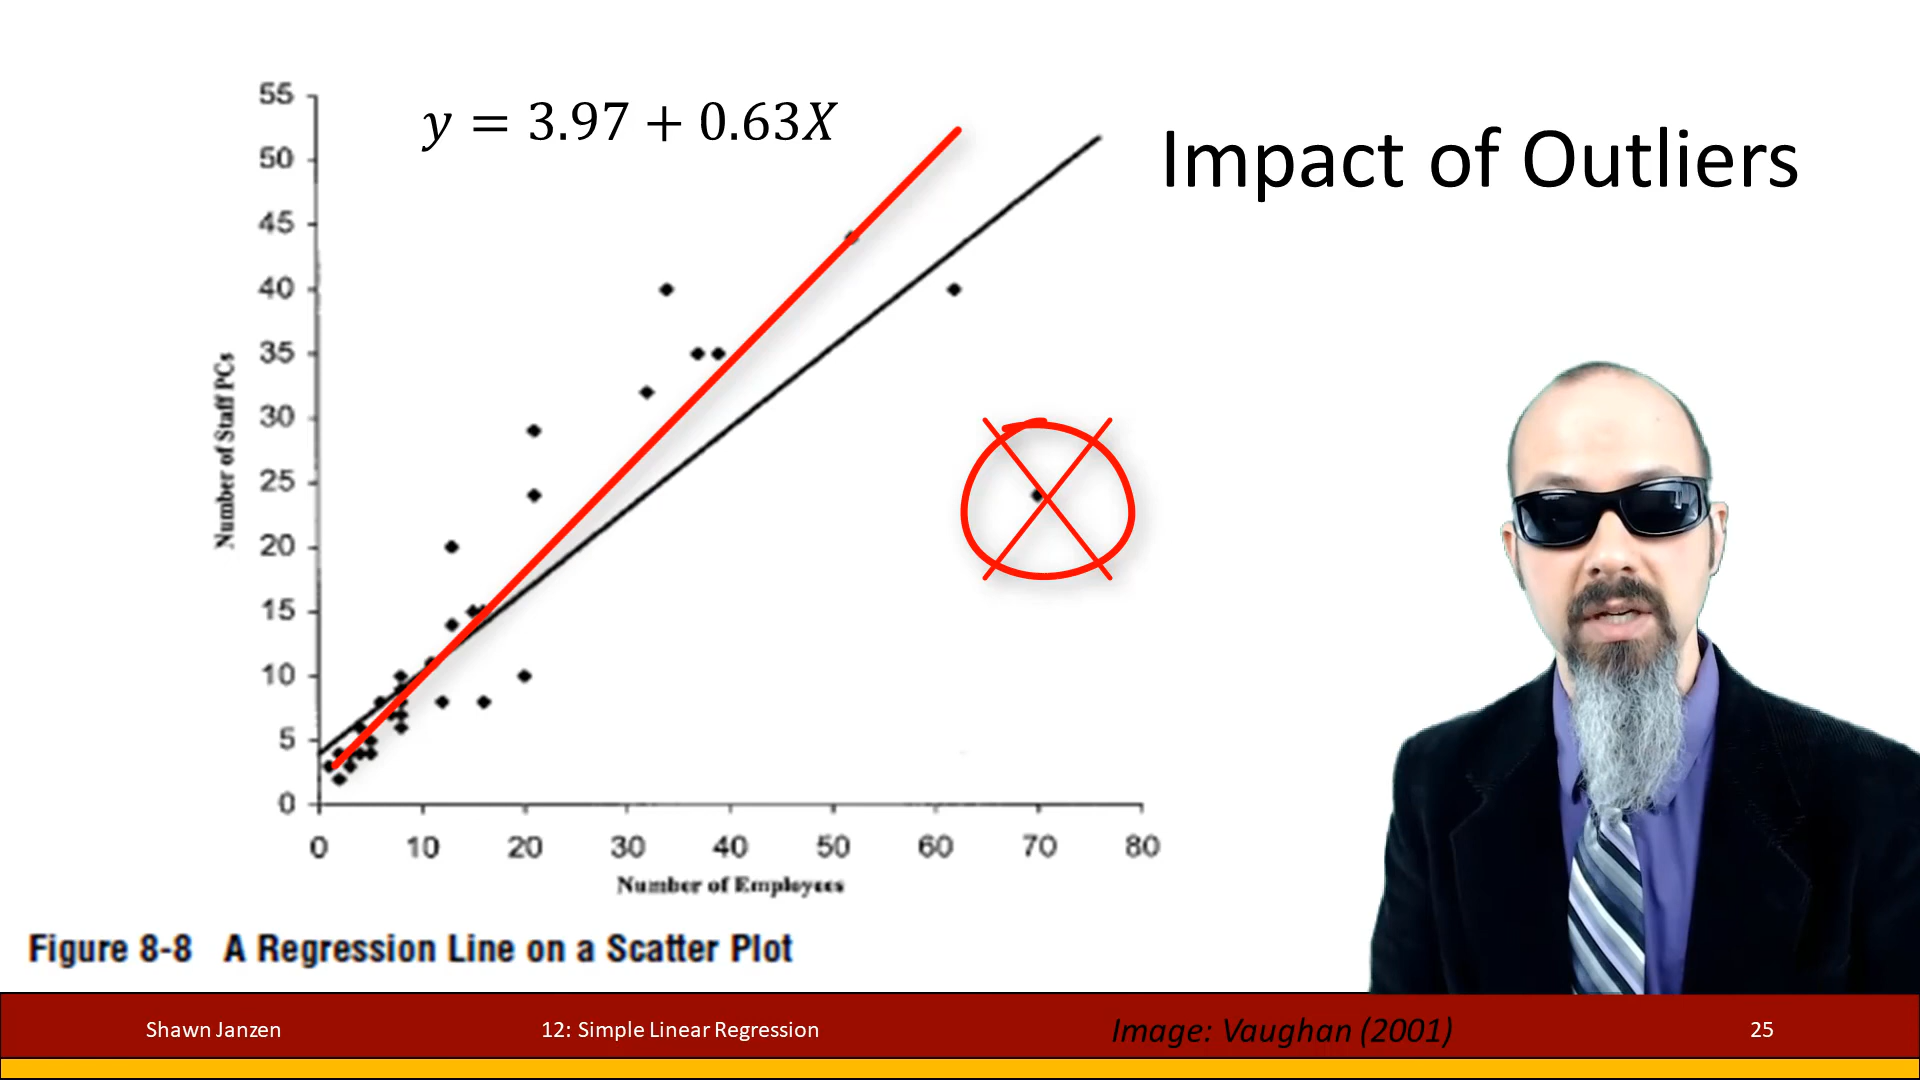 y = 3.97 + 0.63X
Impact of Outliers
55
50
45
40
35
30
25
20
15
10
5
0
Number of Staff PCs
0 10 20 30 40 50 60 70 80
Number of Employees
Figure 8-8 A Regression Line on a Scatter Plot
Shawn Janzen
12: Simple Linear Regression
Image: Vaughan (2001)
25